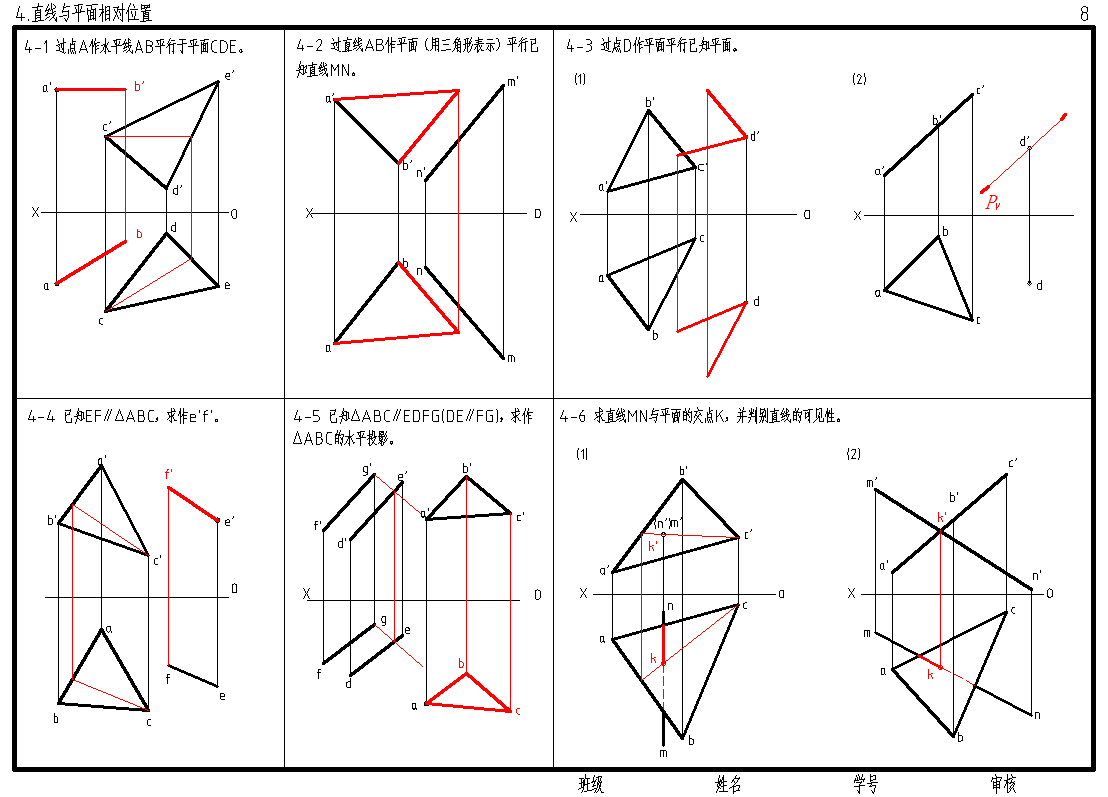 4.直线与平面相对位置
8
4-1 过点A作水平线AB平行于平面CDE。
a' b' e' c' d'
X O
d b a e c
4-2 过直线AB作平面(用三角形表示)平行已
知直线MN。
m' a' b' n'
X O
b n a m
4-3 过点D作平面平行已知平面。
(1)
b' d' c' a'
X O
c a d b
(2)
c' b' d' a'
Pv
X
b a d c
4-4 已知EF∥△ABC,求作e'f'。
a' f' b' e' c'
X O
a f e b c
4-5 已知△ABC∥EDFG(DE∥FG),求作
△ABC的水平投影。
g' e' b' a' c' f' d'
X O
g e b f d a c
4-6 求直线MN与平面的交点K,并判别直线的可见性。
(1)
b' (n')m' k' c' a'
X O
n c a k b m
(2)
c' m' b' k' a' n'
X O
c m a k n b
班级 姓名 学号 审核